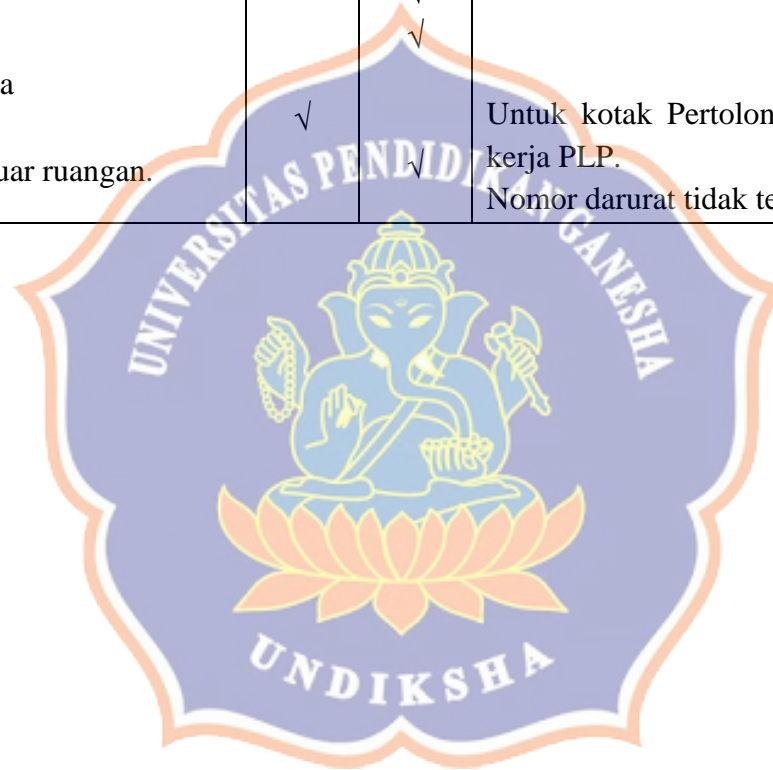 √
a
√
Untuk kotak Pertolon
uar ruangan.
√
kerja PLP.
Nomor darurat tidak te
UNIVERSITAS PENDIDIKAN GANESHA
UNDIKSHA